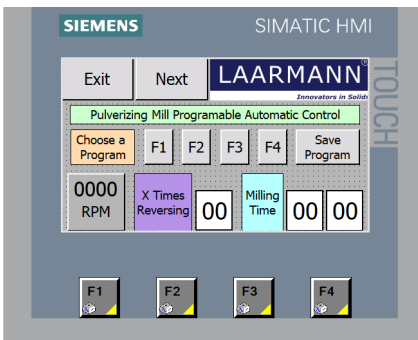 SIEMENS
SIMATIC HMI
TOUCH
Exit
Next
LAARMANN®
Innovators in Solids
Pulverizing Mill Programable Automatic Control
Choose a
Program
F1
F2
F3
F4
Save
Program
0000
RPM
X Times
Reversing
00
Milling
Time
00
00
F1
F2
F3
F4